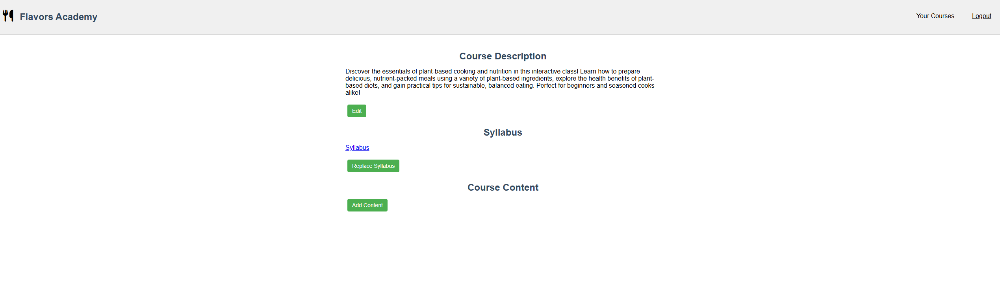 Flavors Academy
Your Courses
Logout
Course Description
Discover the essentials of plant-based cooking and nutrition in this interactive class! Learn how to prepare
delicious, nutrient-packed meals using a variety of plant-based ingredients, explore the health benefits of plant-
based diets, and gain practical tips for sustainable, balanced eating. Perfect for beginners and seasoned cooks
alike!
Edit
Syllabus
Syllabus
Replace Syllabus
Course Content
Add Content